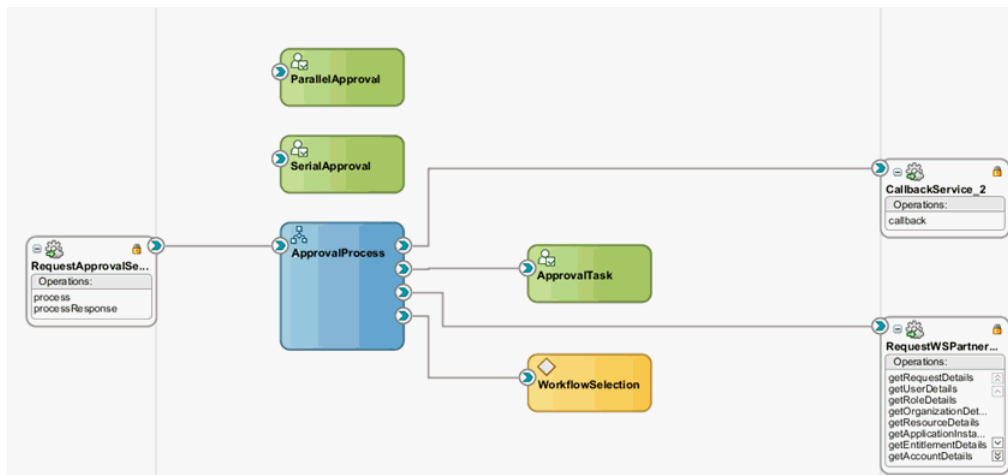 ParallelApproval
SerialApproval
CallbackService_2
Operations:
callback
ApprovalProcess
RequestApprovalSe...
Operations:
process
processResponse
ApprovalTask
RequestWSPartner...
Operations:
getRequestDetails
getUserDetails
getRoleDetails
getOrganizationDet...
getResourceDetails
getApplicationInsta...
getEntitlementDetails
getAccountDetails
WorkflowSelection